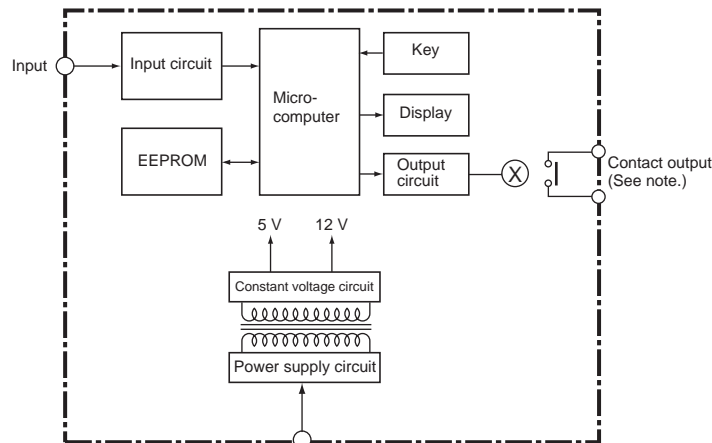 Input
Input circuit
Micro-
computer
Key
Display
EEPROM
Output
circuit
X
Contact output
(See note.)
5 V
12 V
Constant voltage circuit
Power supply circuit